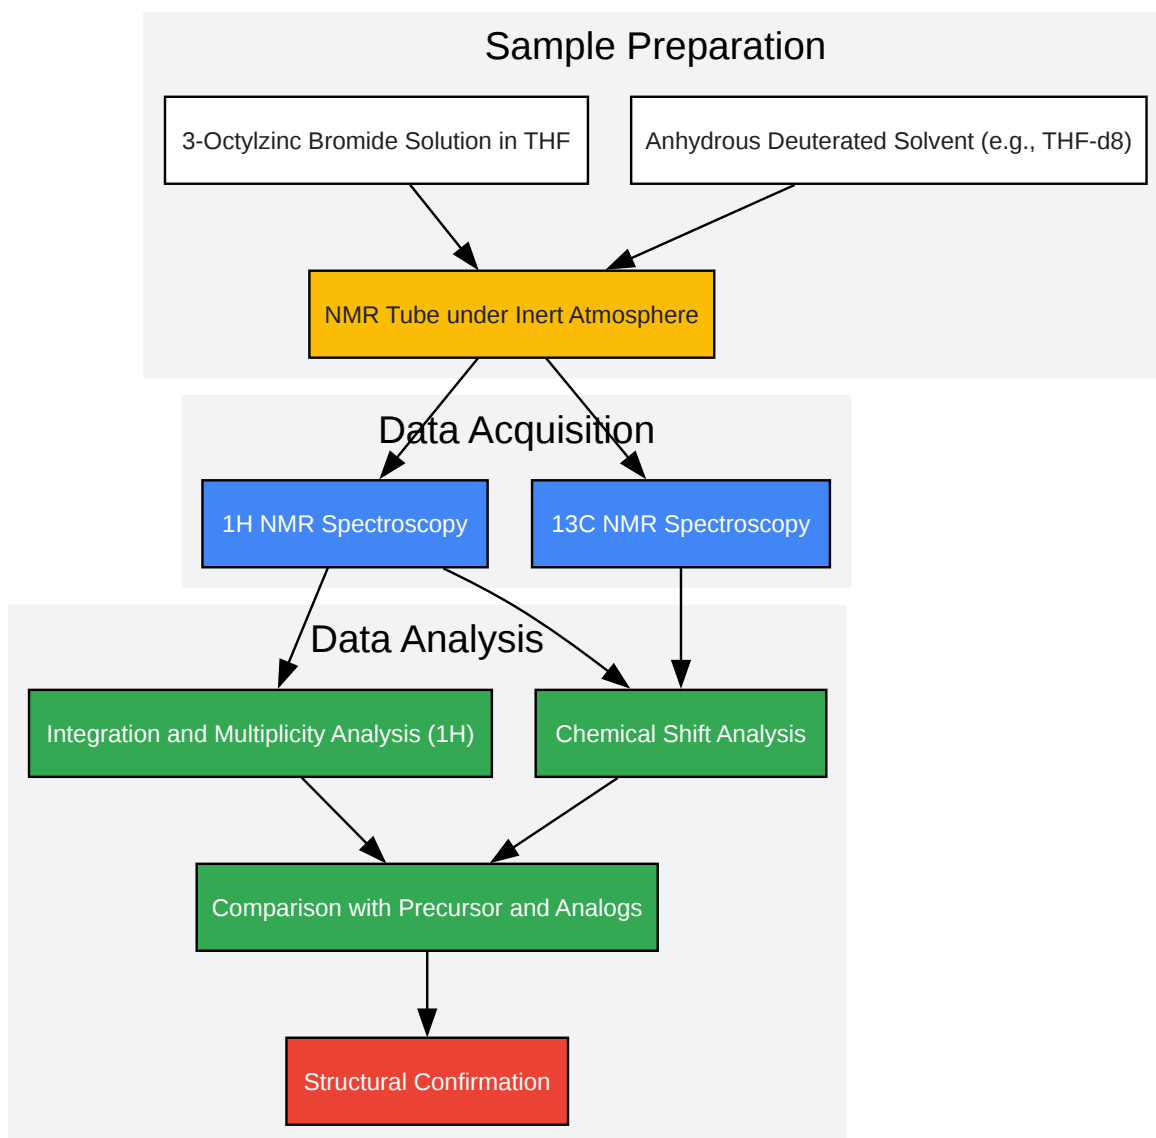 Sample Preparation
3-Octylzinc Bromide Solution in THF
Anhydrous Deuterated Solvent (e.g., THF-d8)
NMR Tube under Inert Atmosphere
Data Acquisition
1H NMR Spectroscopy
13C NMR Spectroscopy
Data Analysis
Integration and Multiplicity Analysis (1H)
Chemical Shift Analysis
Comparison with Precursor and Analogs
Structural Confirmation